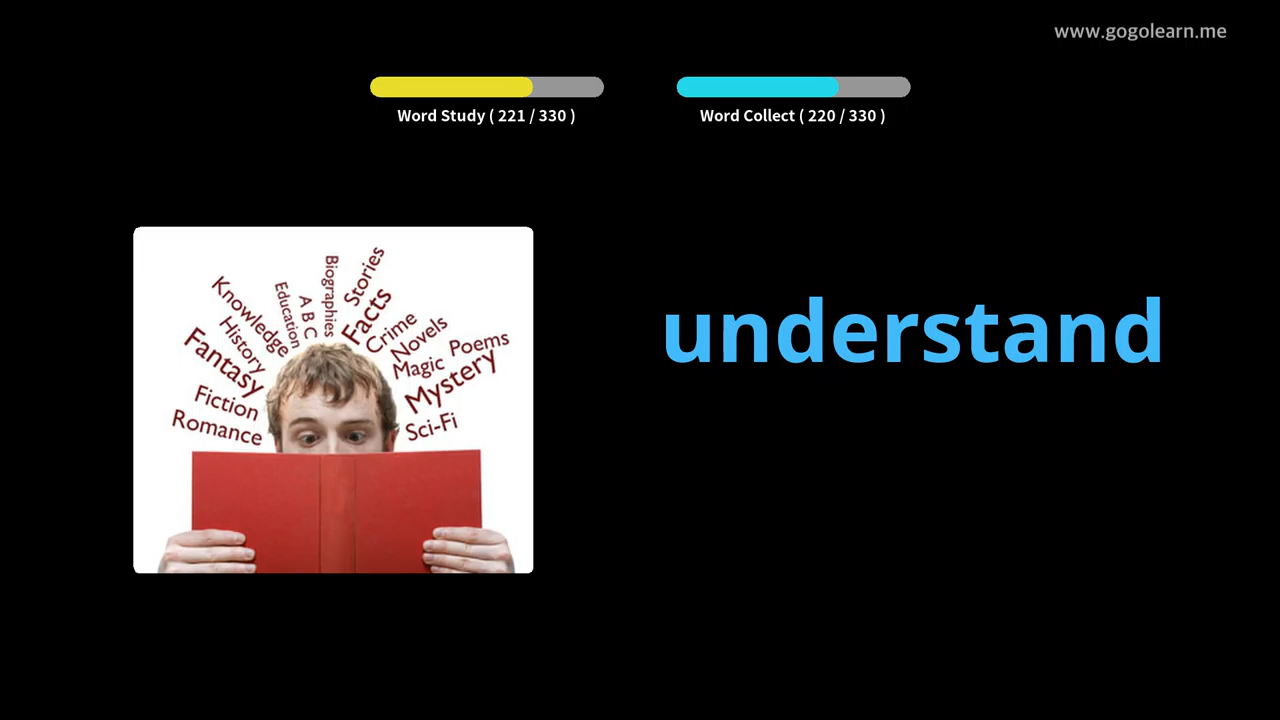 www.gogolearn.me
Word Study ( 221 / 330 )
Word Collect ( 220 / 330 )
understand
Romance
Fiction
Fantasy
History
Knowledge
Education
A B C
Biographies
Stories
Facts
Crime
Novels
Magic
Poems
Mystery
Sci-Fi